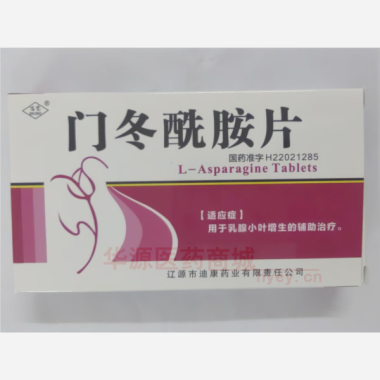 门冬酰胺片
国药准字H22021285
L-Asparagine Tablets
【适应症】
用于乳腺小叶增生的辅助治疗。
华源医药商城
hyey.cn
辽源市迪康药业有限责任公司